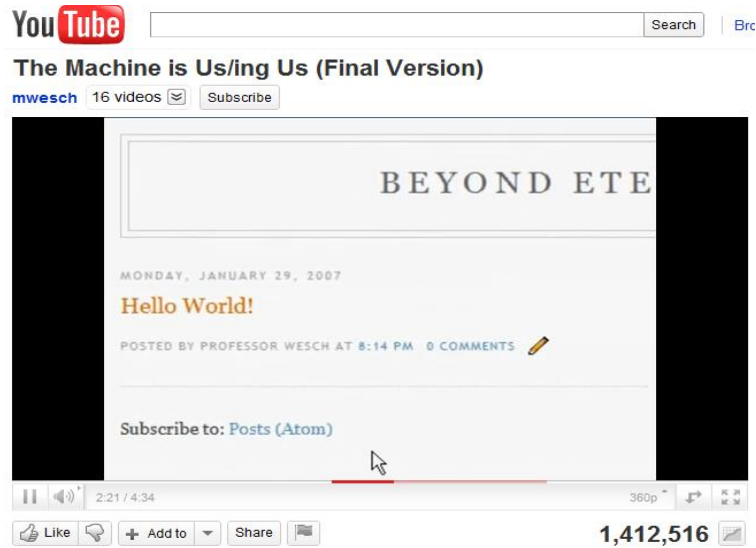 You Tube Search Bro
The Machine is Us/ing Us (Final Version)
mwesch 16 videos Subscribe
BEYOND ETE
MONDAY, JANUARY 29, 2007
Hello World!
POSTED BY PROFESSOR WESCH AT 8:14 PM 0 COMMENTS
Subscribe to: Posts (Atom)
2:21 / 4:34 360p
Like Add to Share 1,412,516